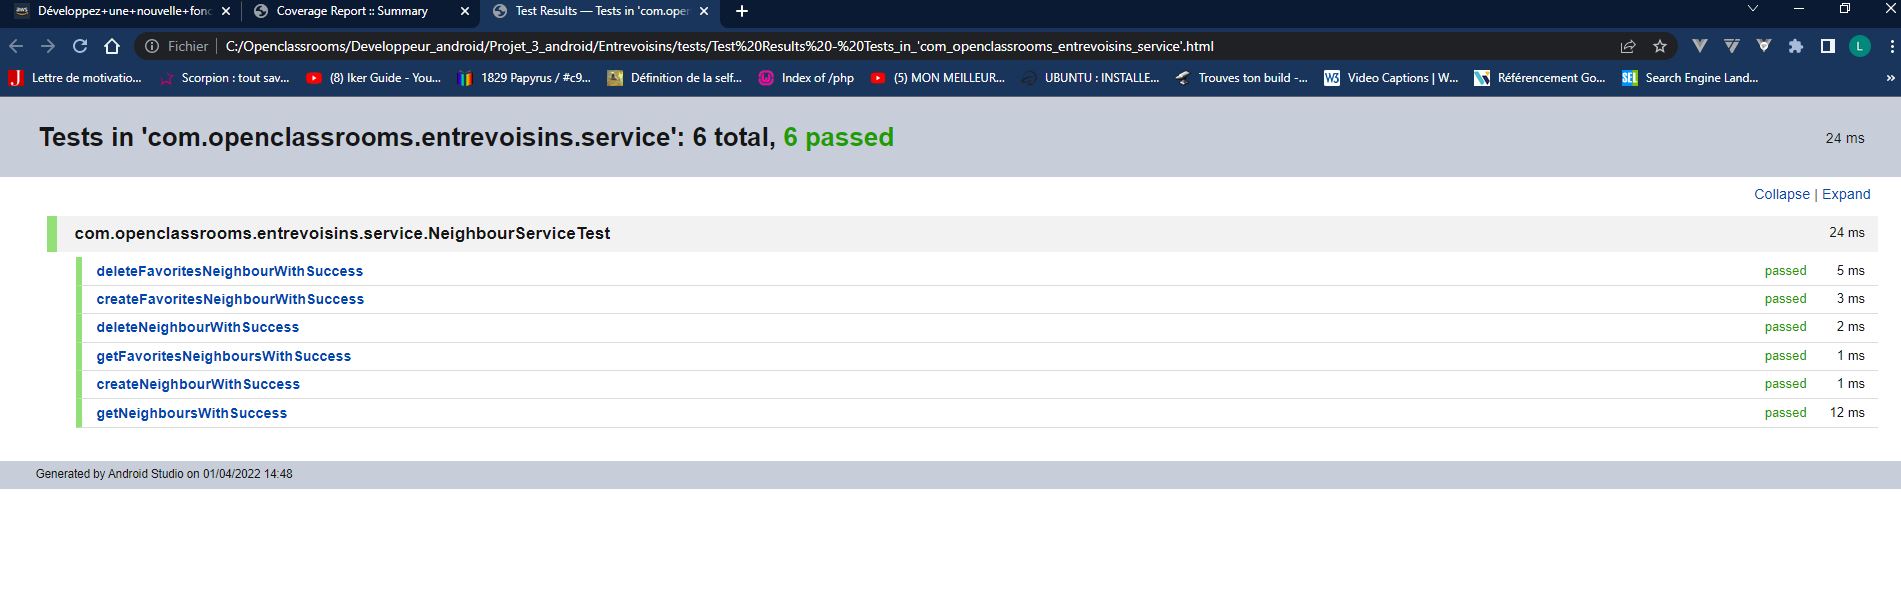 Développez+une+nouvelle+fonc
Coverage Report :: Summary
Test Results — Tests in 'com.open
Fichier
C:/Openclassrooms/Developpeur_android/Projet_3_android/Entrevoisins/tests/Test%20Results%20-%20Tests_in_'com_openclassrooms_entrevoisins_service'.html
L
Lettre de motivatio... Scorpion : tout sav... (8) Iker Guide - You... 1829 Papyrus / #c9... Définition de la self... Index of /php (5) MON MEILLEUR... UBUNTU : INSTALLE... Trouves ton build -... Video Captions | W... Référencement Go... Search Engine Land... »
Tests in 'com.openclassrooms.entrevoisins.service': 6 total, 6 passed 24 ms
Collapse | Expand
com.openclassrooms.entrevoisins.service.NeighbourServiceTest 24 ms
deleteFavoritesNeighbourWithSuccess passed 5 ms
createFavoritesNeighbourWithSuccess passed 3 ms
deleteNeighbourWithSuccess passed 2 ms
getFavoritesNeighboursWithSuccess passed 1 ms
createNeighbourWithSuccess passed 1 ms
getNeighboursWithSuccess passed 12 ms
Generated by Android Studio on 01/04/2022 14:48